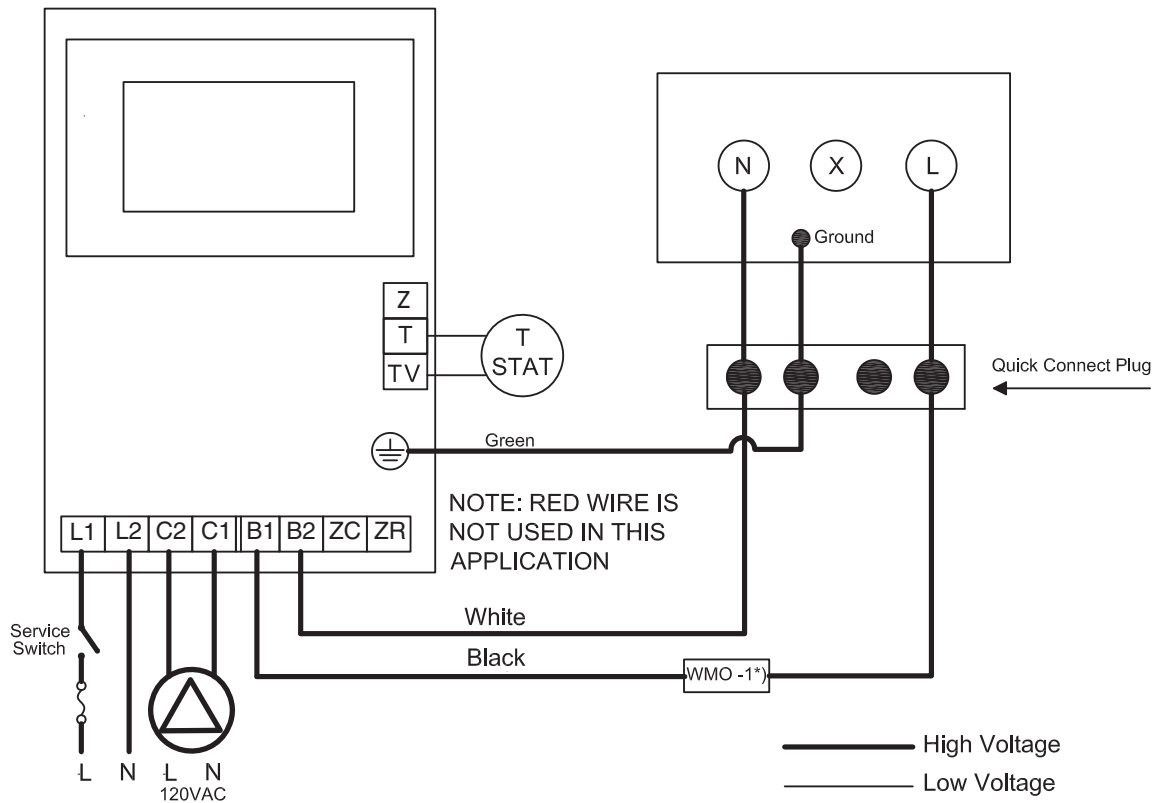 N X L
Ground
Z
T
TV
T
STAT
Quick Connect Plug
Green
NOTE: RED WIRE IS
NOT USED IN THIS
APPLICATION
L1 L2 C2 C1 B1 B2 ZC ZR
White
Black
Service
Switch
WMO -1*)
L N L N
120VAC
High Voltage
Low Voltage